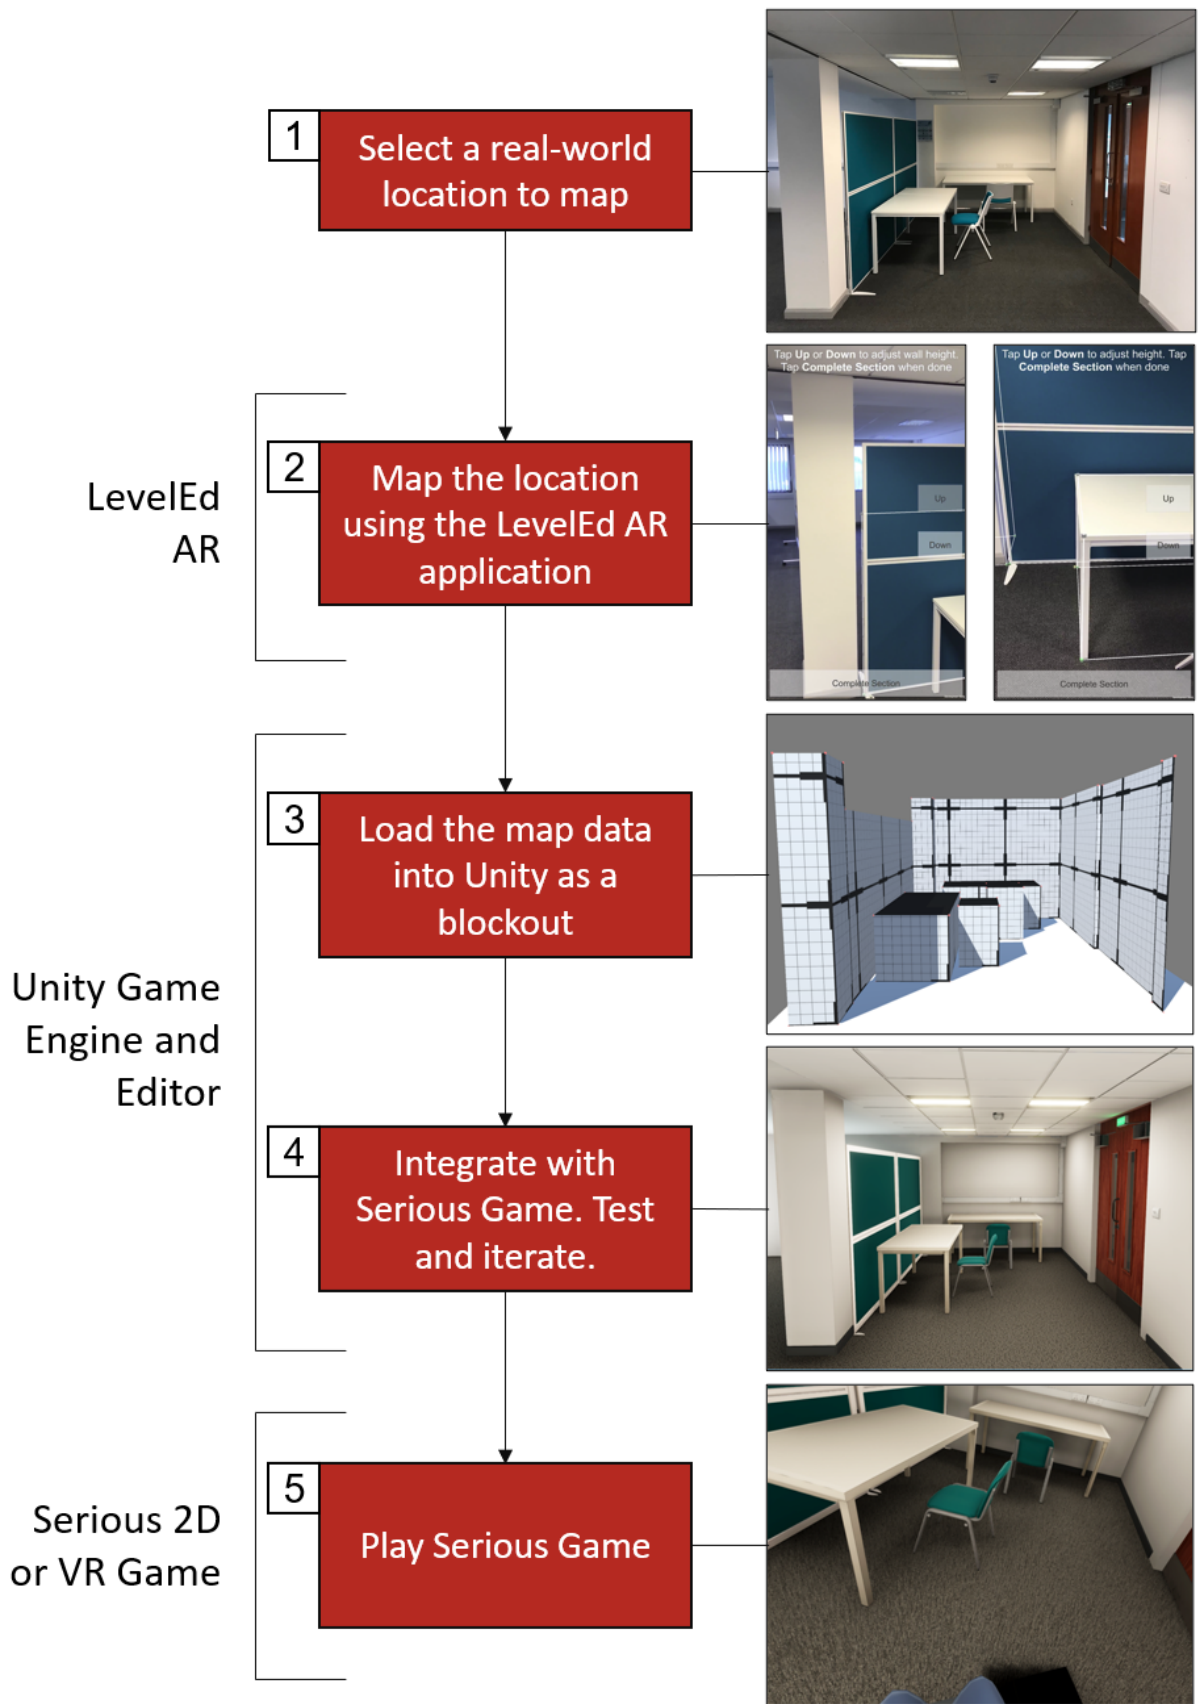 1
Select a real-world
location to map
Tap Up or Down to adjust wall height.
Tap Complete Section when done
Up
Down
Complete Section
Tap Up or Down to adjust height. Tap
Complete Section when done
Up
Down
Complete Section
LevelEd
AR
2
Map the location
using the LevelEd AR
application
Unity Game
Engine and
Editor
3
Load the map data
into Unity as a
blockout
4
Integrate with
Serious Game. Test
and iterate.
Serious 2D
or VR Game
5
Play Serious Game